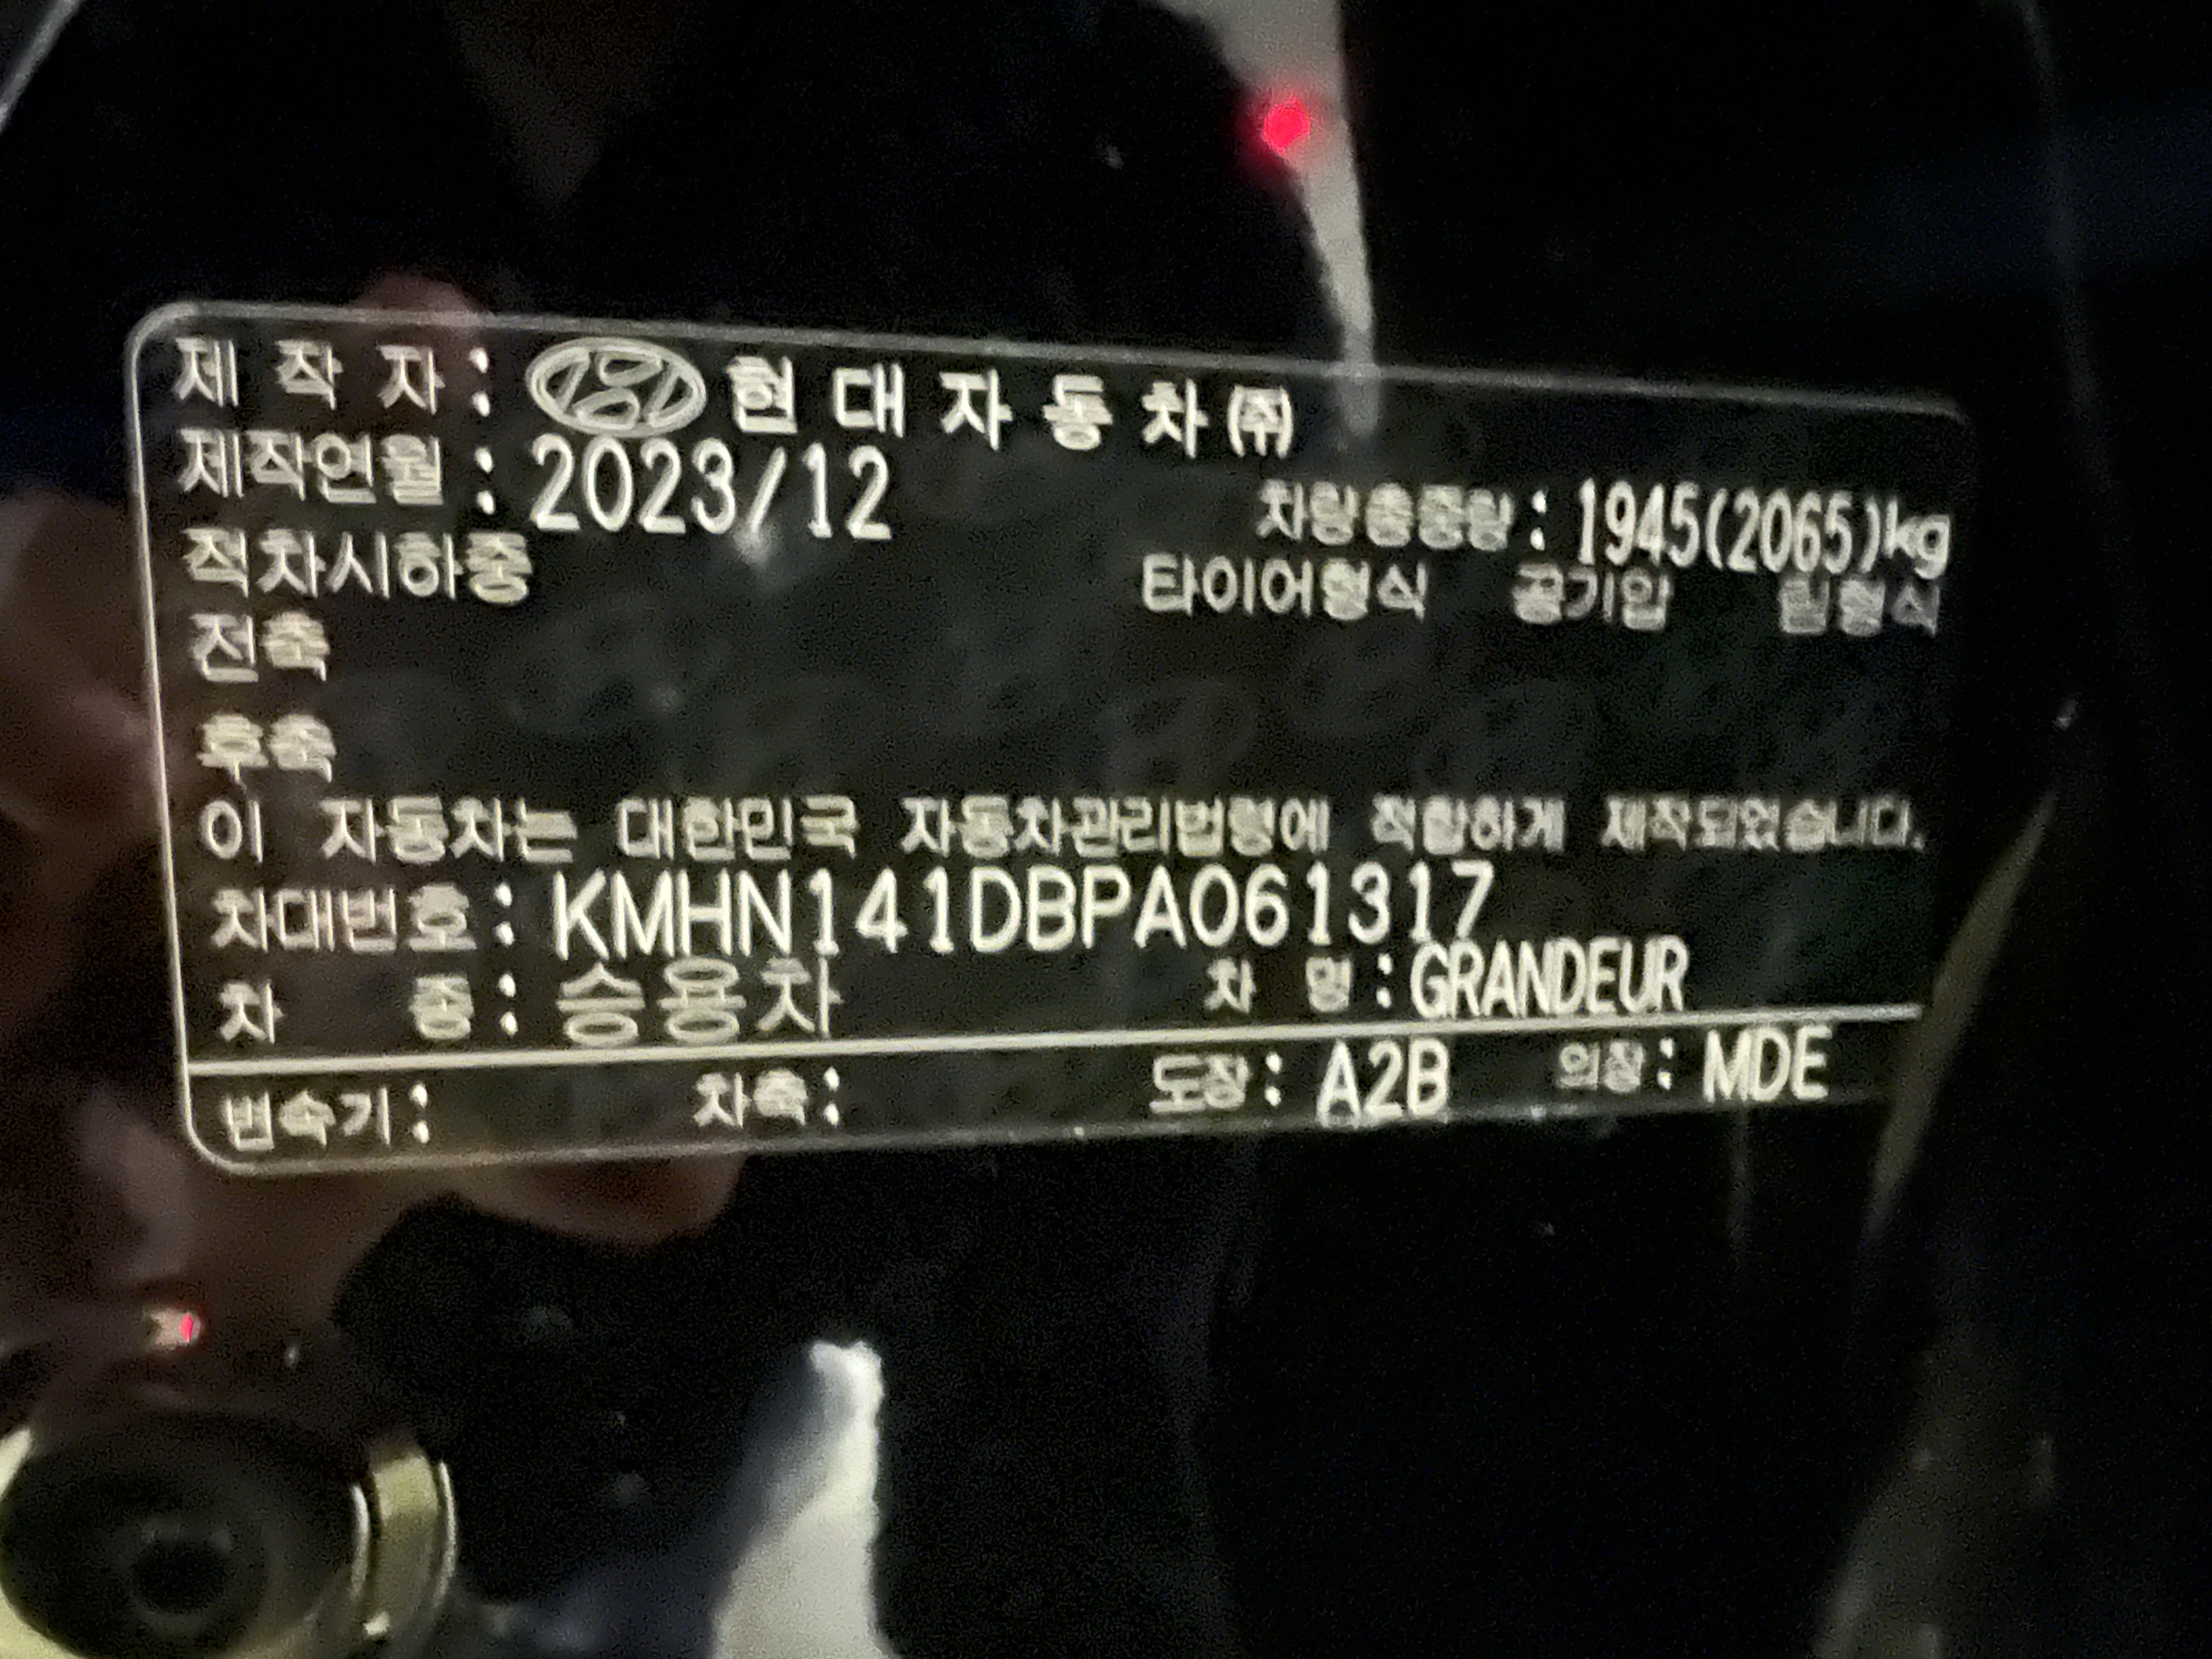 제 작 자 : 현 대 자 동 차 ㈜
제작연월 : 2023/12
차량총중량 : 1945(2065)kg
적차시하중
타이어형식 공기압 림형식
전축
후축
이 자동차는 대한민국 자동차관리법령에 적합하게 제작되었습니다.
차대번호 : KMHN141DBPA061317
차 종 : 승용차 차 명 : GRANDEUR
변속기 : 차축 : 도장 : A2B 의장 : MDE